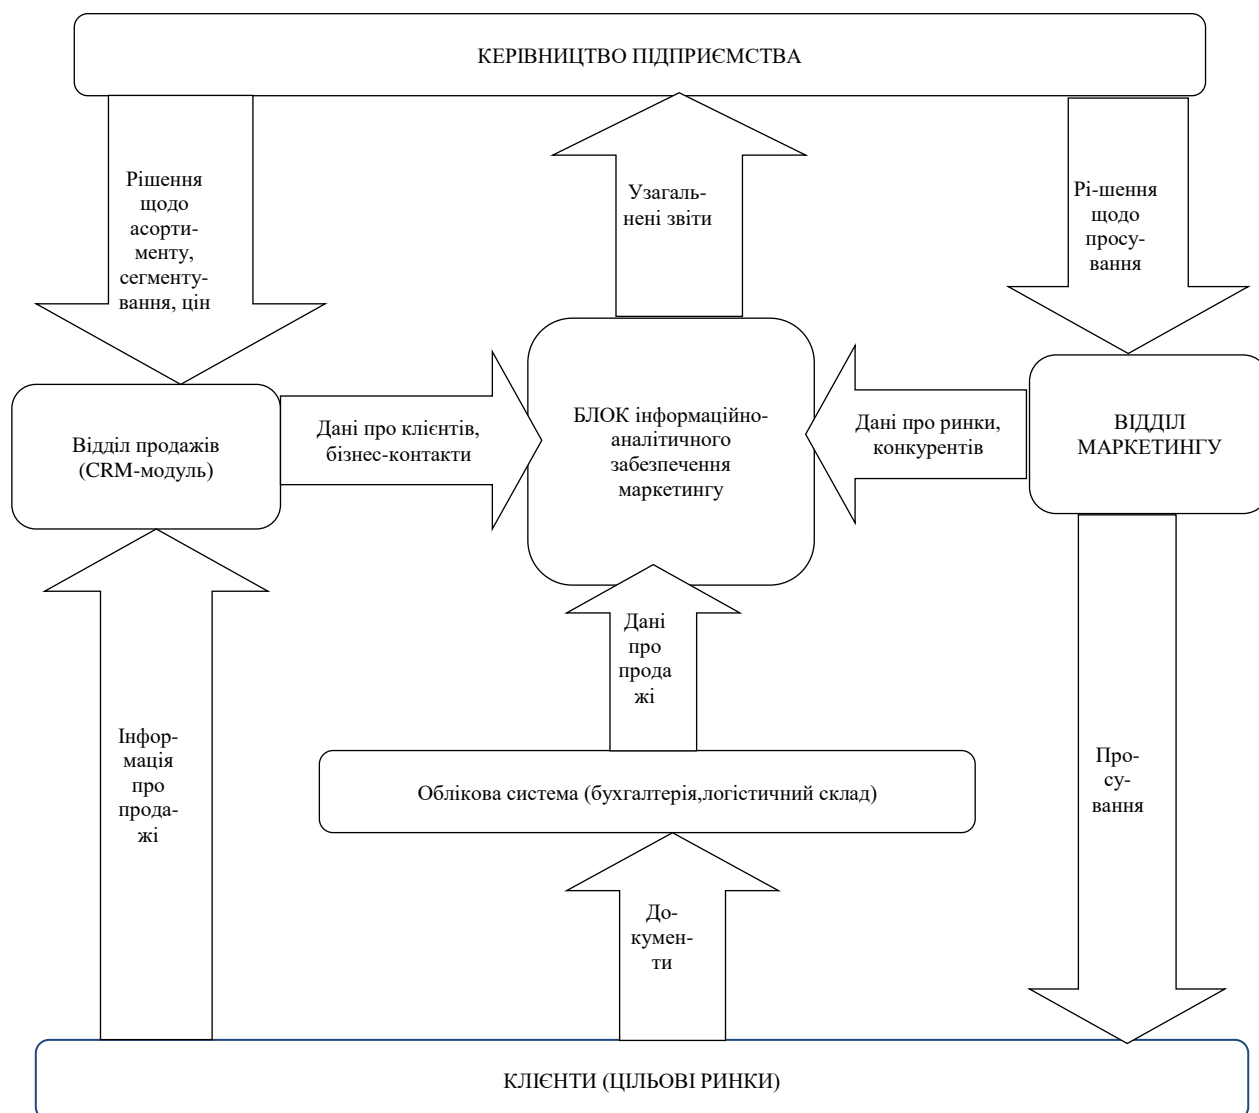 КЕРІВНИЦТВО ПІДПРИЄМСТВА
Рішення
щодо
асорти-
менту,
сегменту-
вання, цін
Узагаль-
нені звіти
Рі-шення
щодо
просу-
вання
Відділ продажів
(CRM-модуль)
Дані про клієнтів,
бізнес-контакти
БЛОК інформаційно-
аналітичного
забезпечення
маркетингу
Дані про ринки,
конкурентів
ВІДДІЛ
МАРКЕТИНГУ
Дані
про
прода
жі
Інфор-
мація
про
прода-
жі
Облікова система (бухгалтерія,логістичний склад)
Про-
су-
вання
До-
кумен-
ти
КЛІЄНТИ (ЦІЛЬОВІ РИНКИ)